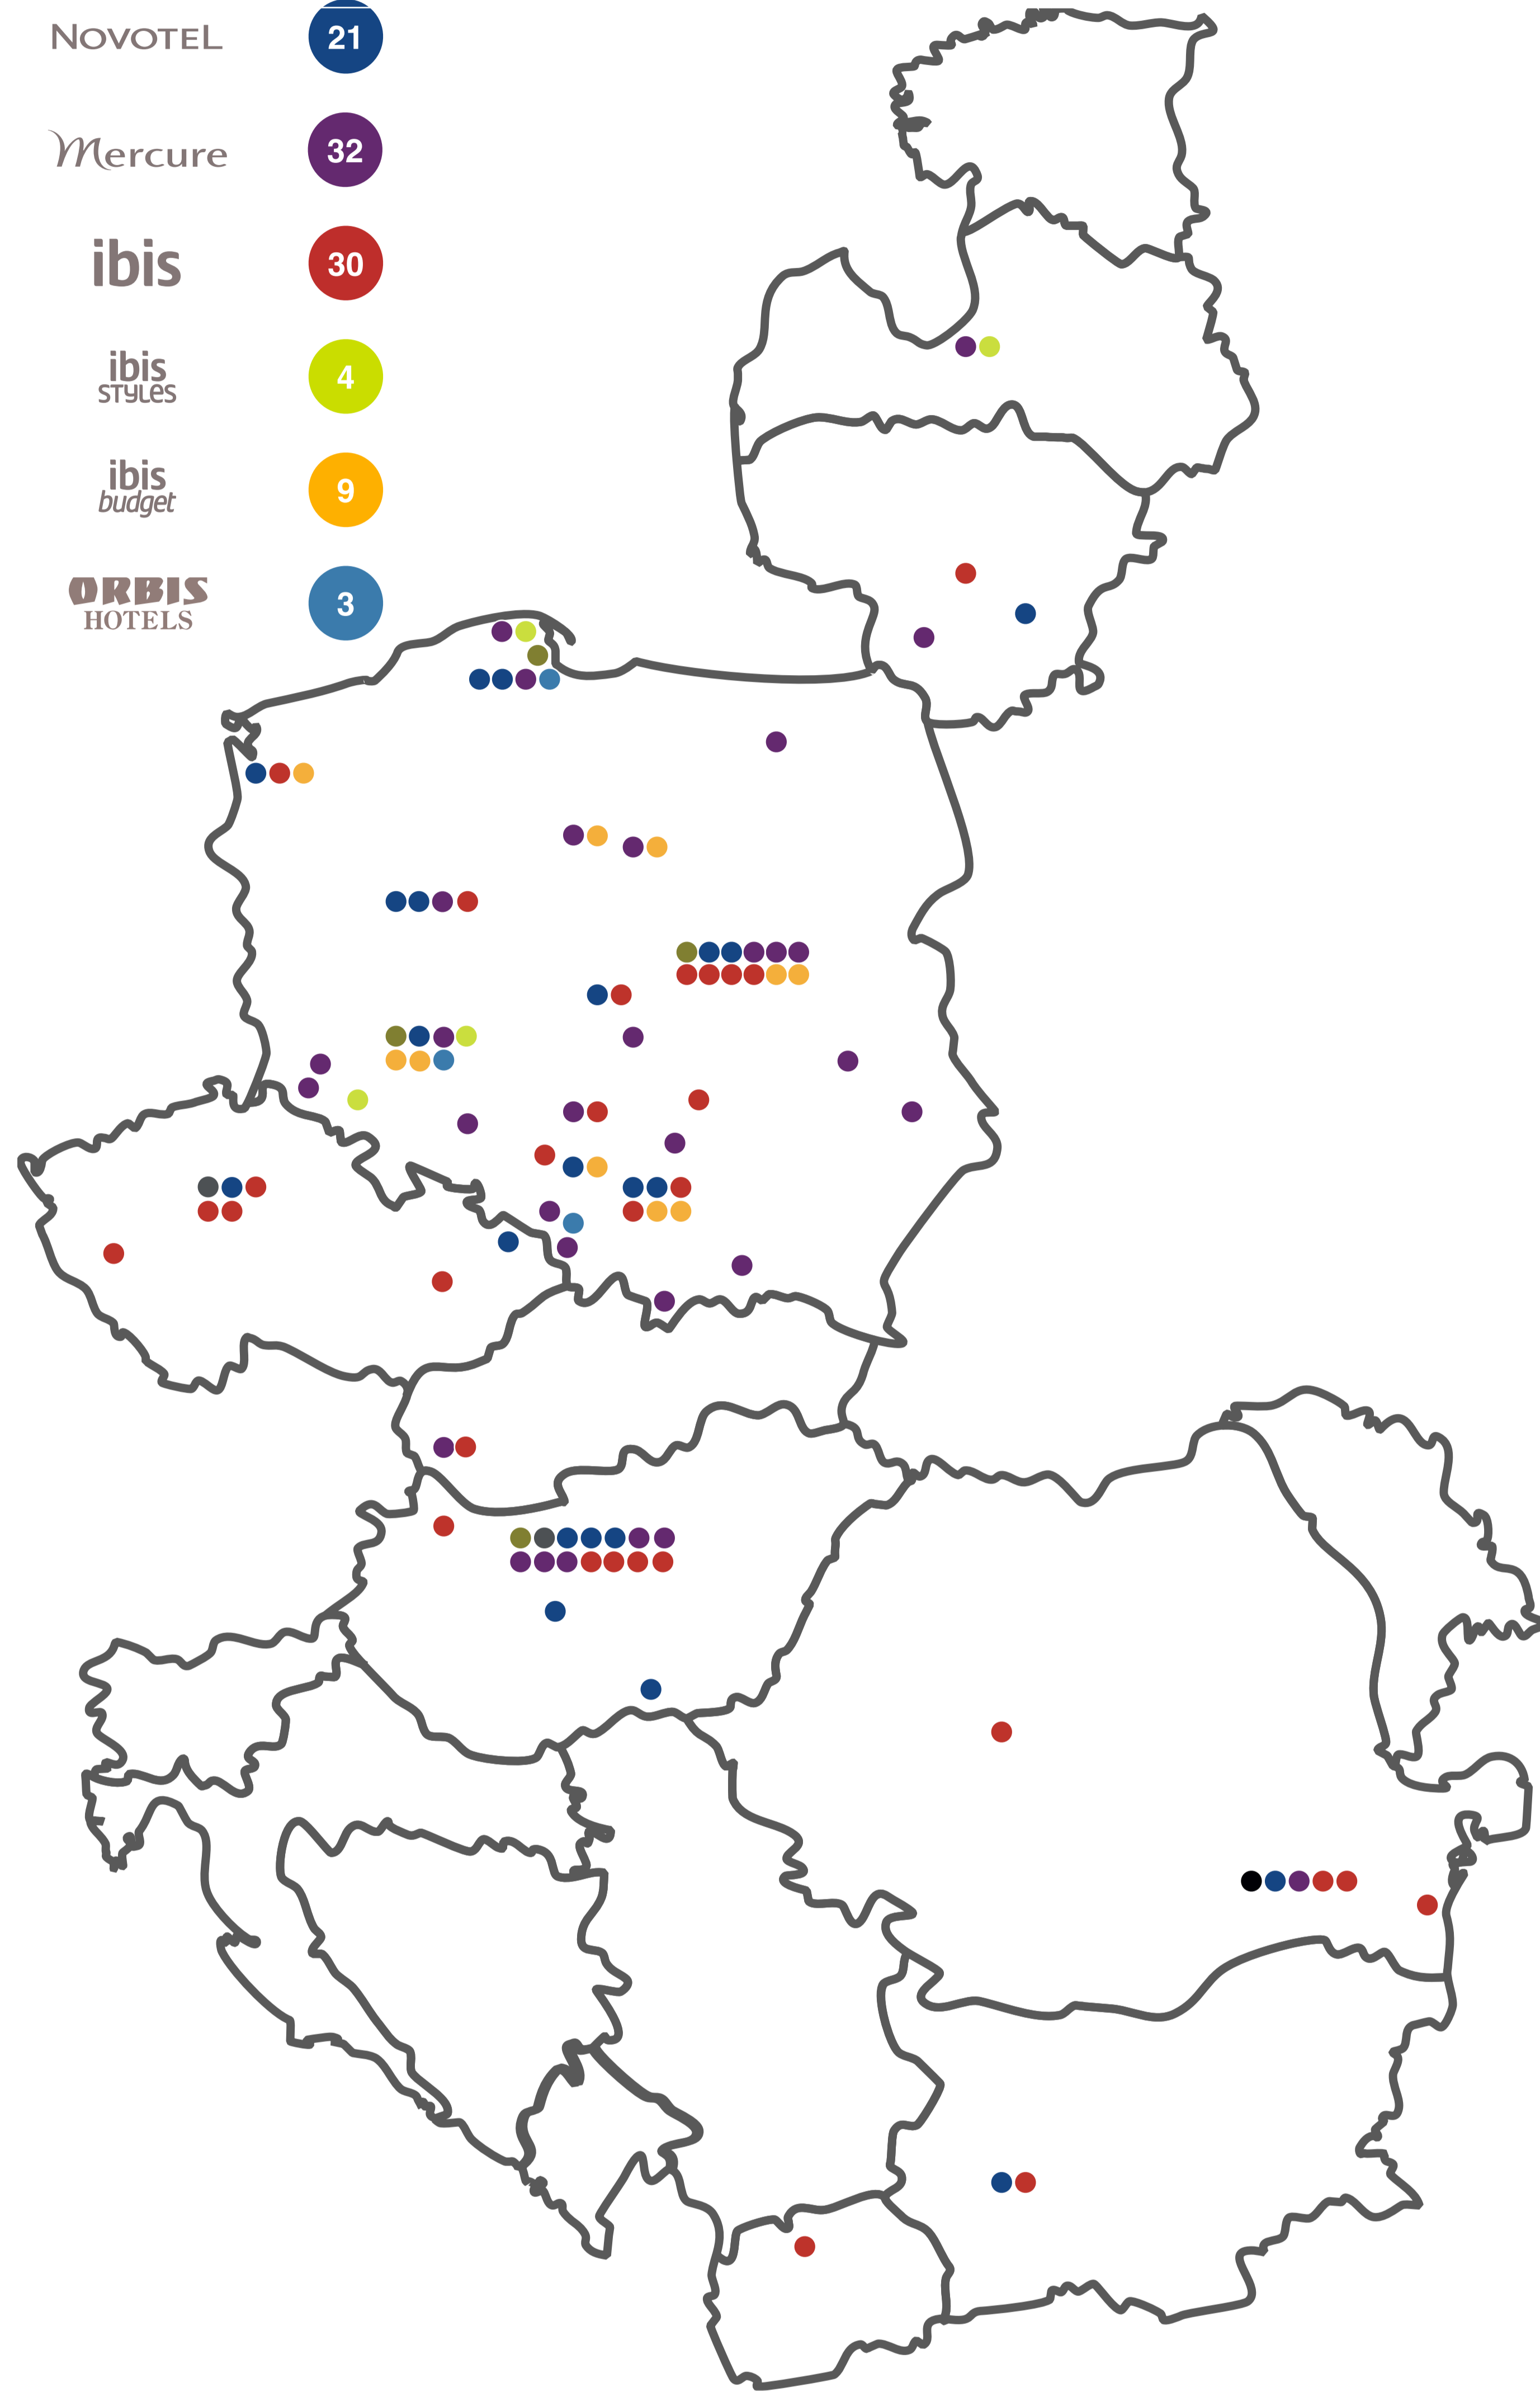 NOVOTEL
21
Mercure
32
ibis
30
ibis
STYLES
4
ibis
budget
9
ORBIS
HOTELS
3